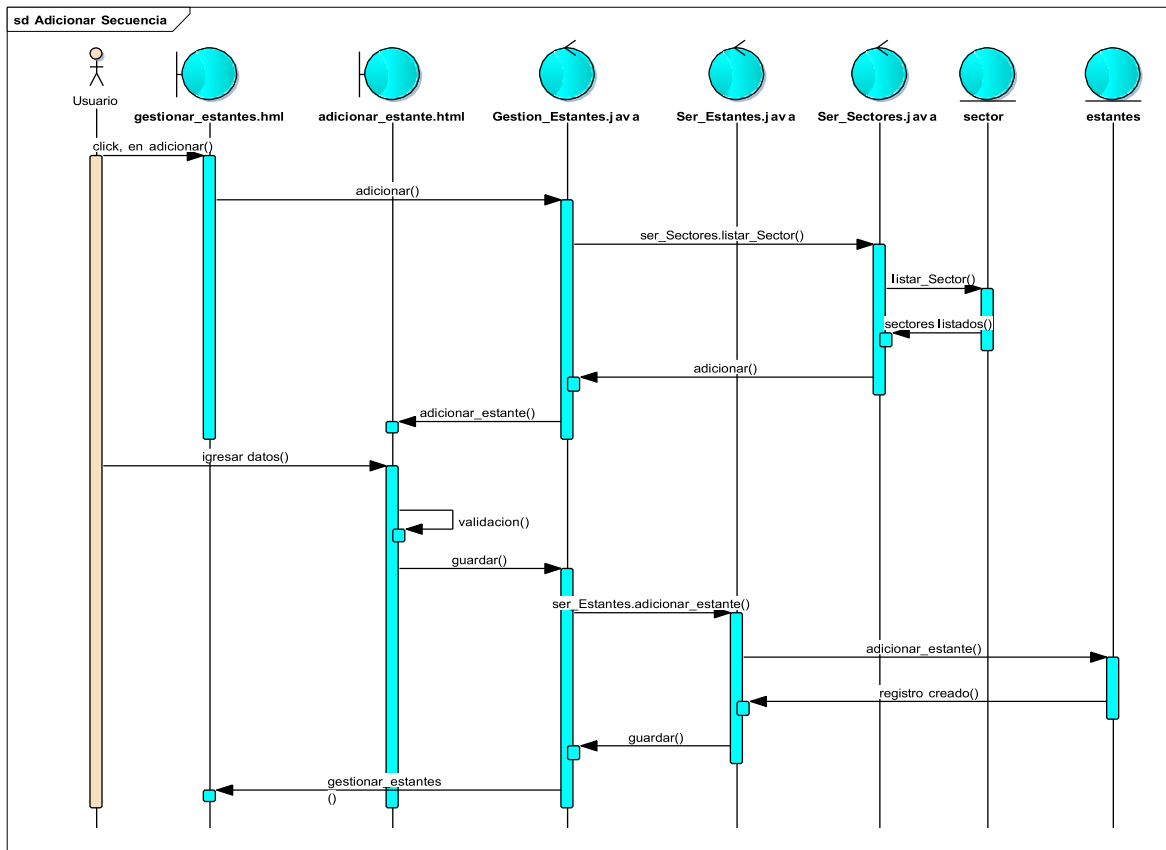 sd Adicionar Secuencia
Usuario
gestionar_estantes.hml
adicionar_estante.html
Gestion_Estantes.java
Ser_Estantes.java
Ser_Sectores.java
sector
estantes
click, en adicionar()
adicionar()
ser_Sectores.listar_Sector()
listar_Sector()
sectores listados()
adicionar()
adicionar_estante()
igresar datos()
validacion()
guardar()
ser_Estantes.adicionar_estante()
adicionar_estante()
registro creado()
guardar()
gestionar_estantes
()